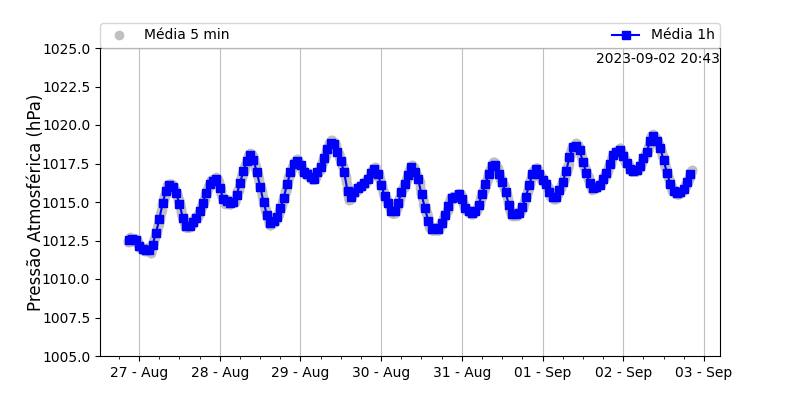 Média 5 min
Média 1h
2023-09-02 20:43
Pressão Atmosférica (hPa)
1025.0
1022.5
1020.0
1017.5
1015.0
1012.5
1010.0
1007.5
1005.0
27 - Aug
28 - Aug
29 - Aug
30 - Aug
31 - Aug
01 - Sep
02 - Sep
03 - Sep